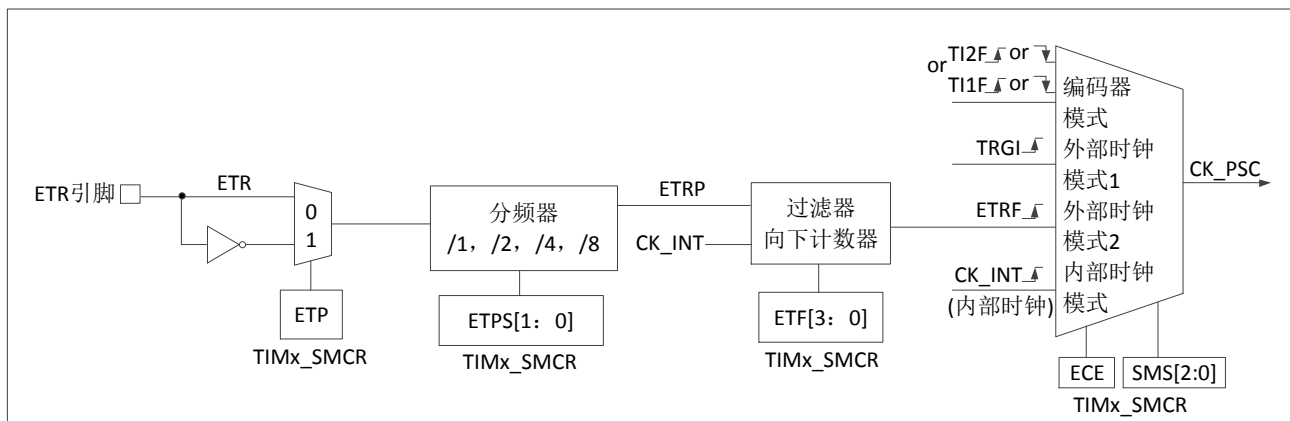 or TI2F or
TI1F or
编码器
模式
TRGI
外部时钟
模式1
CK_PSC
ETR引脚
ETR
0
1
分频器
/1，/2，/4，/8
ETRP
CK_INT
过滤器
向下计数器
ETRF
外部时钟
模式2
CK_INT
(内部时钟)
内部时钟
模式
ETP
TIMx_SMCR
ETPS[1：0]
TIMx_SMCR
ETF[3：0]
TIMx_SMCR
ECE
SMS[2:0]
TIMx_SMCR